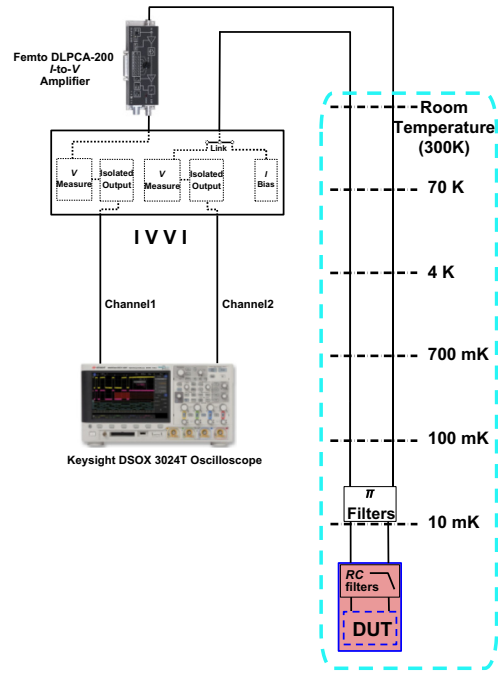 Femto DLPCA-200
I-to-V
Amplifier
Room
Temperature
(300K)
Link
V
Measure
Isolated
Output
V
Measure
Isolated
Output
I
Bias
70 K
I V V I
4 K
Channel1
Channel2
700 mK
100 mK
Keysight DSOX 3024T Oscilloscope
π
Filters
10 mK
RC
filters
DUT